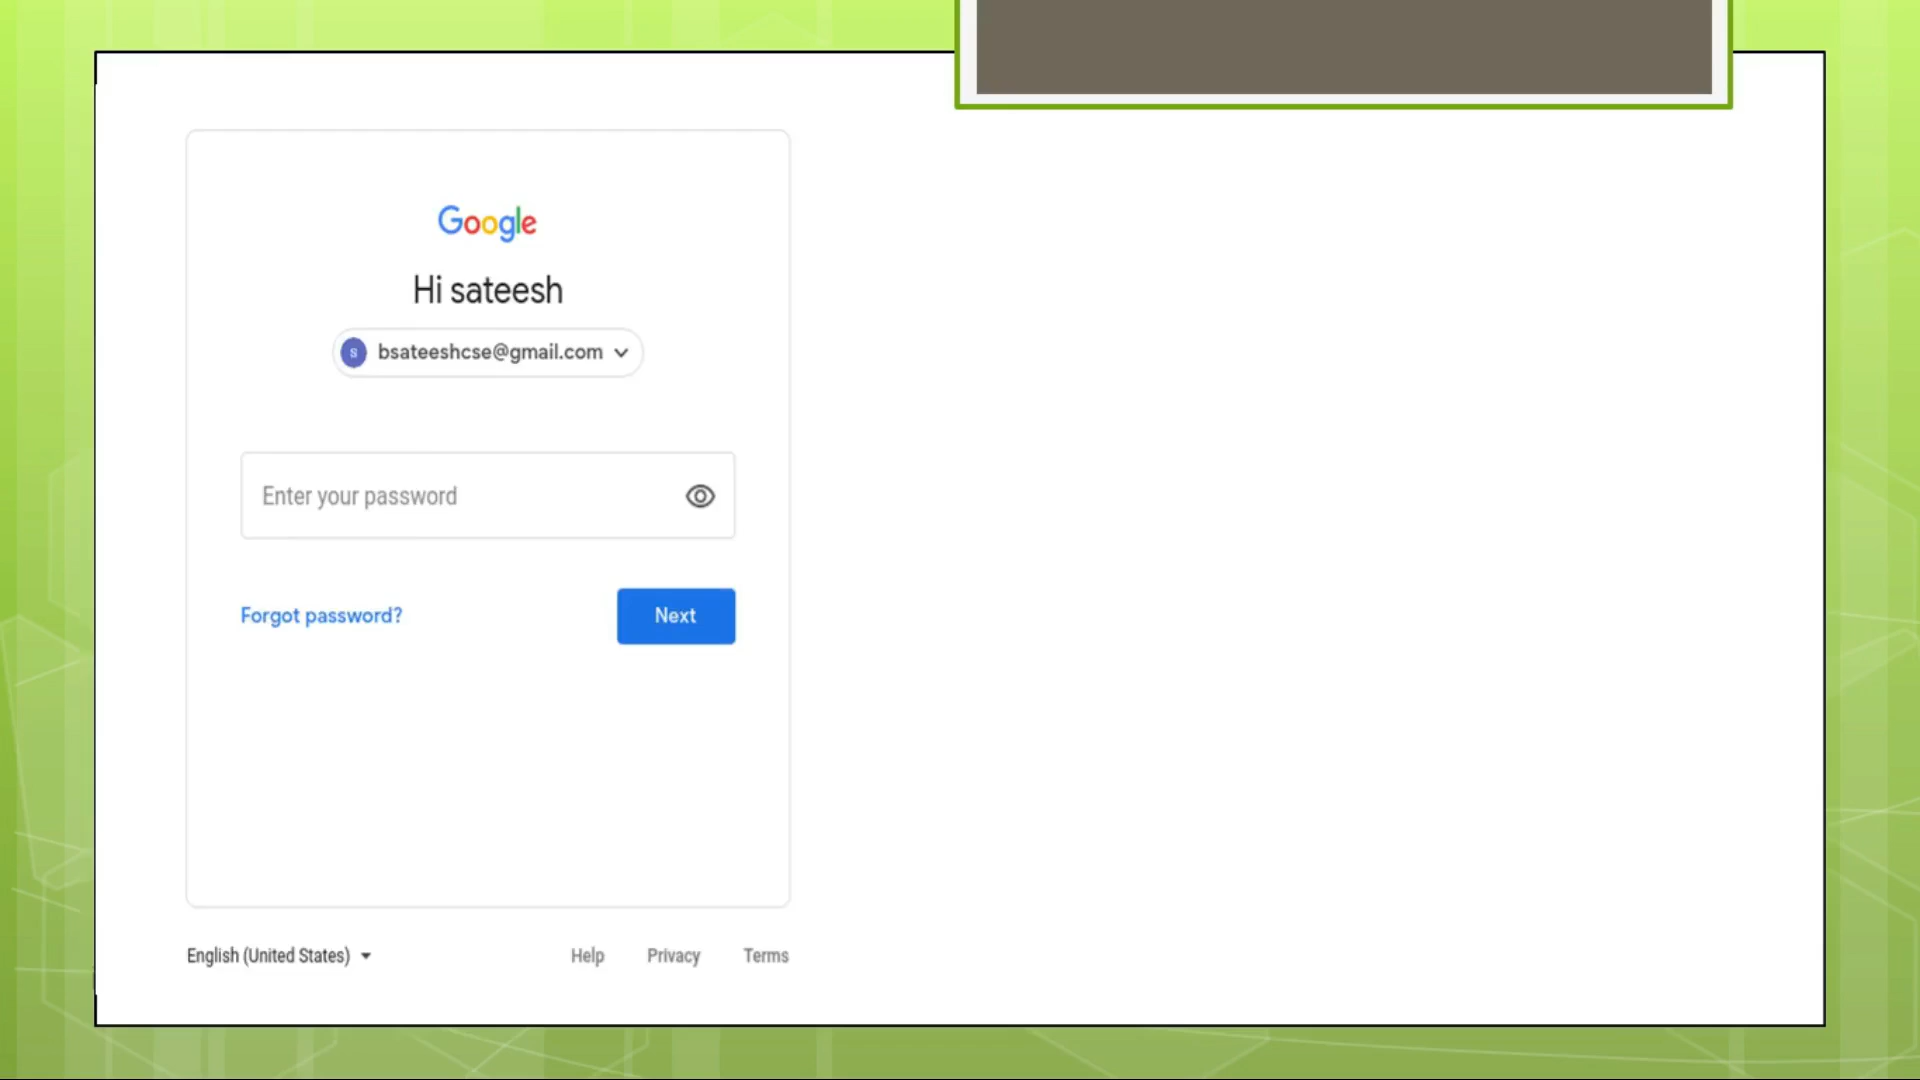 Google
Hi sateesh
s bsateeshcse@gmail.com
Enter your password
Forgot password? Next
English (United States) Help Privacy Terms